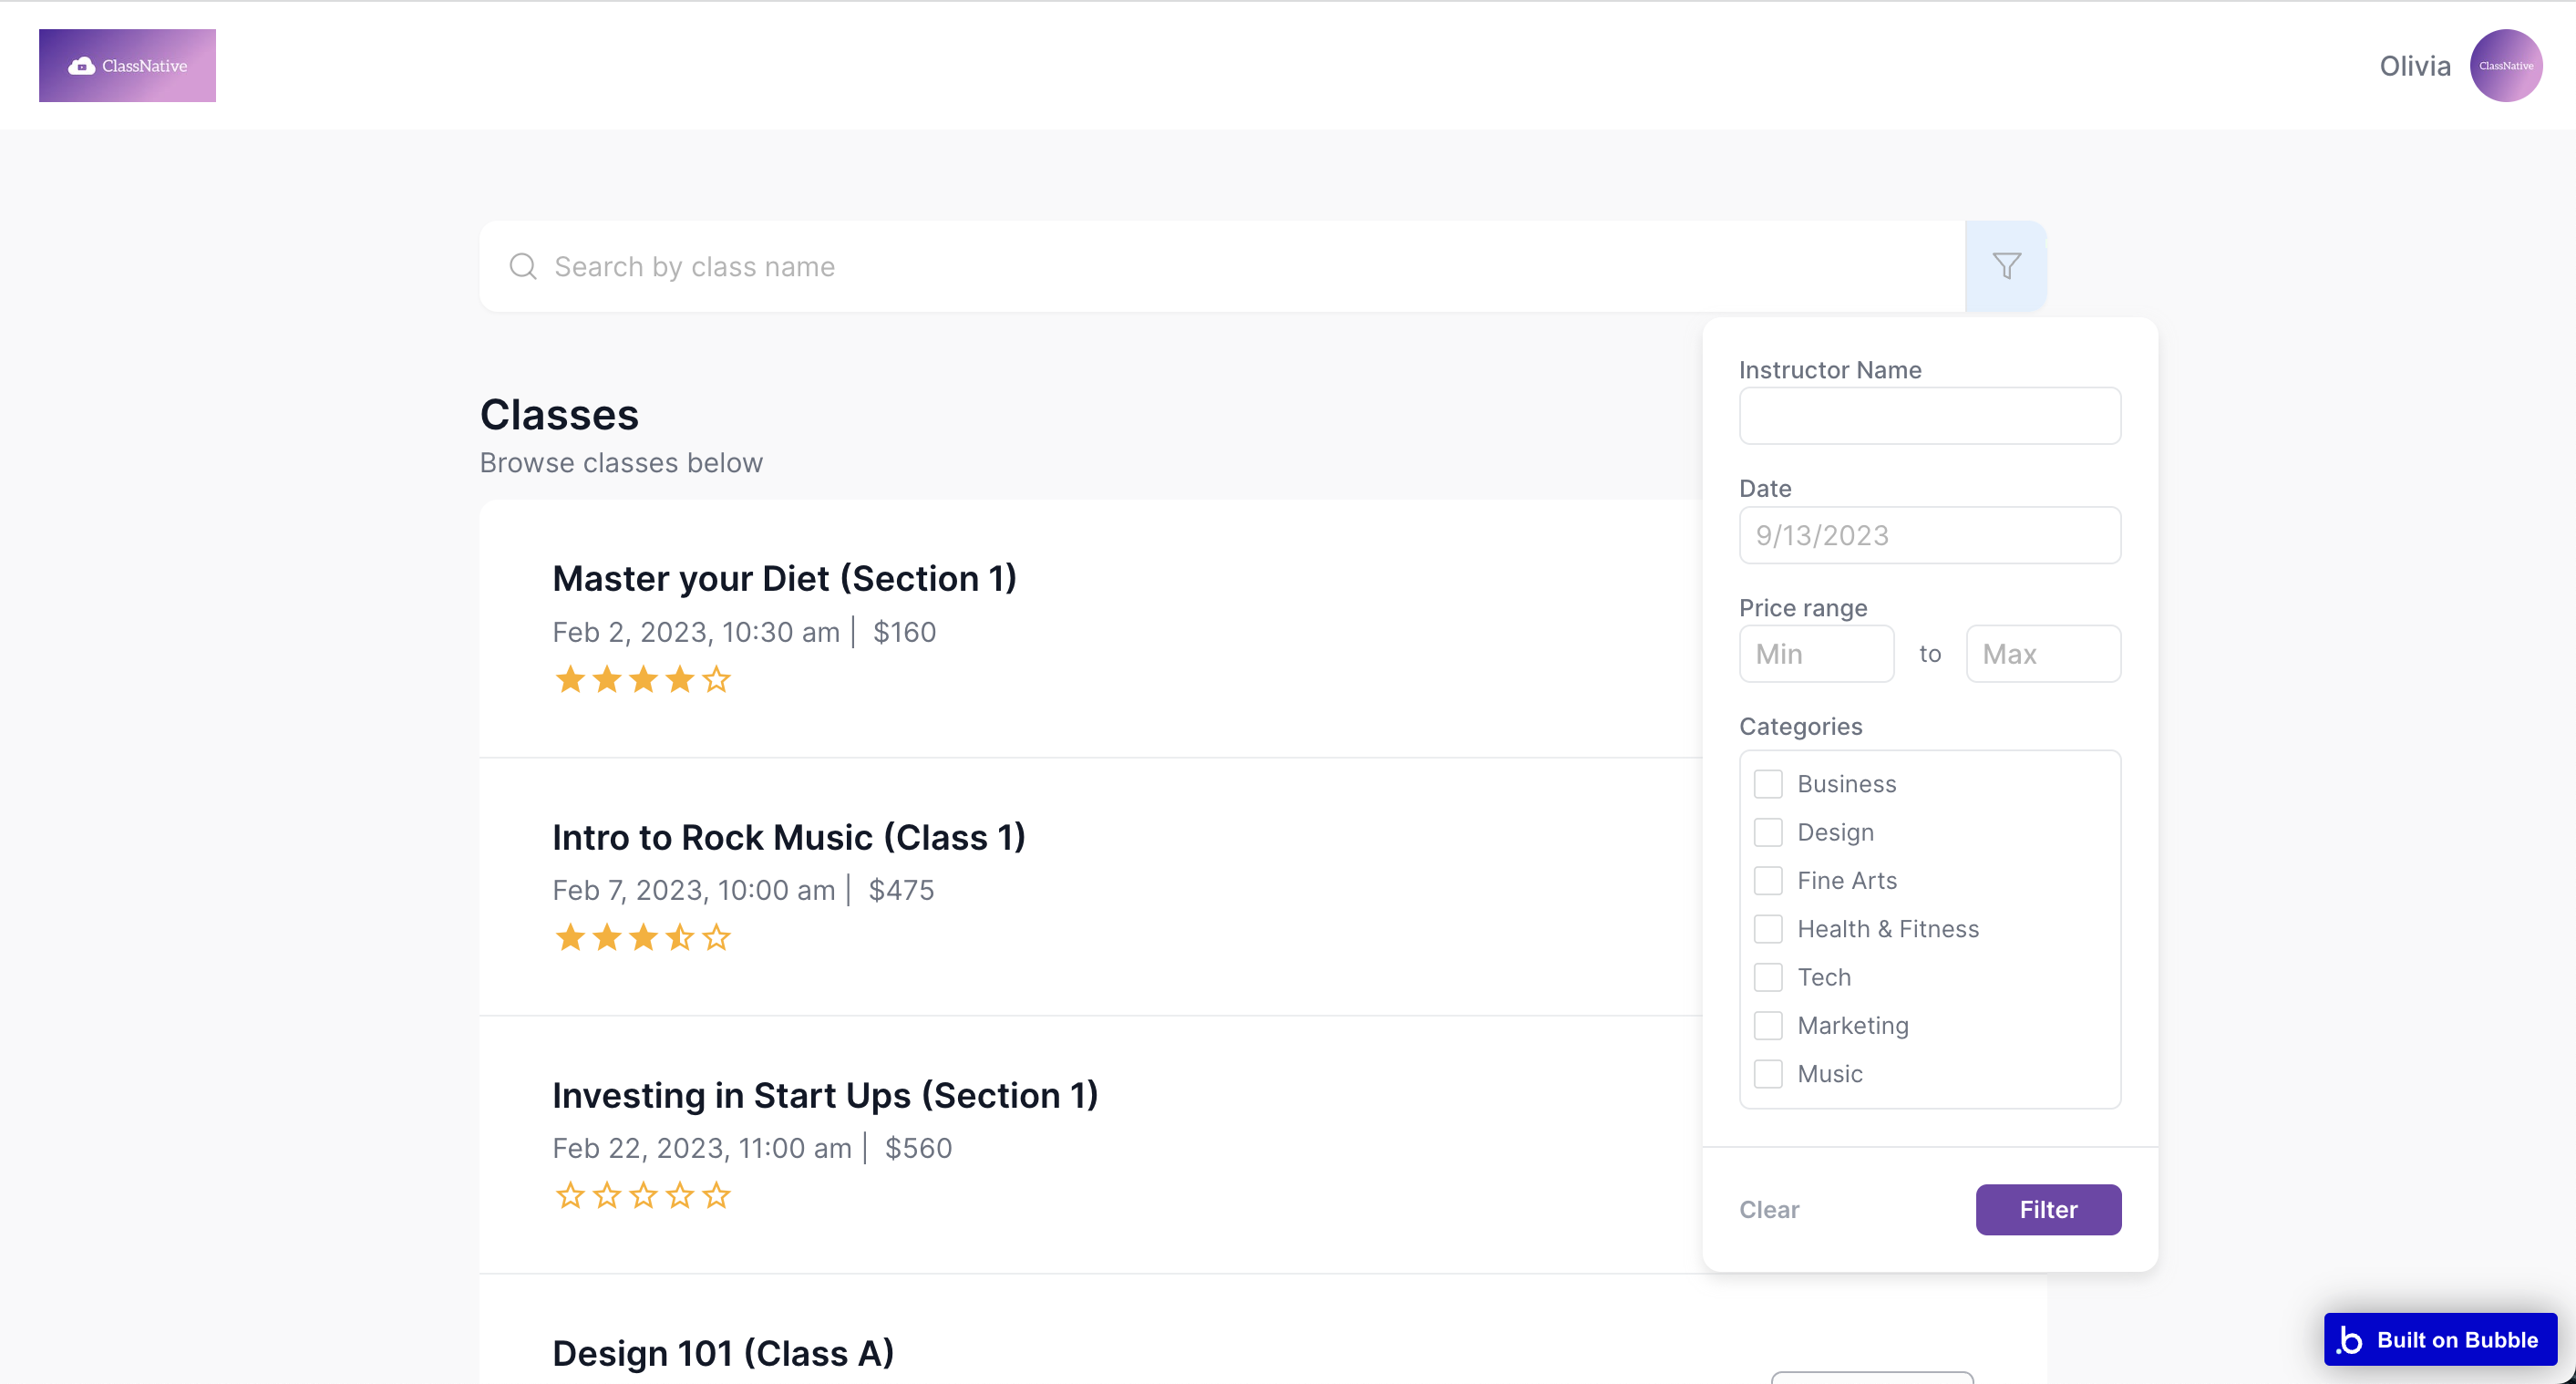 ClassNative
Olivia
ClassNative
Search by class name
Classes
Browse classes below
Master your Diet (Section 1)
Feb 2, 2023, 10:30 am | $160
Intro to Rock Music (Class 1)
Feb 7, 2023, 10:00 am | $475
Investing in Start Ups (Section 1)
Feb 22, 2023, 11:00 am | $560
Design 101 (Class A)
Instructor Name
Date
9/13/2023
Price range
Min to Max
Categories
Business
Design
Fine Arts
Health & Fitness
Tech
Marketing
Music
Clear Filter
Built on Bubble